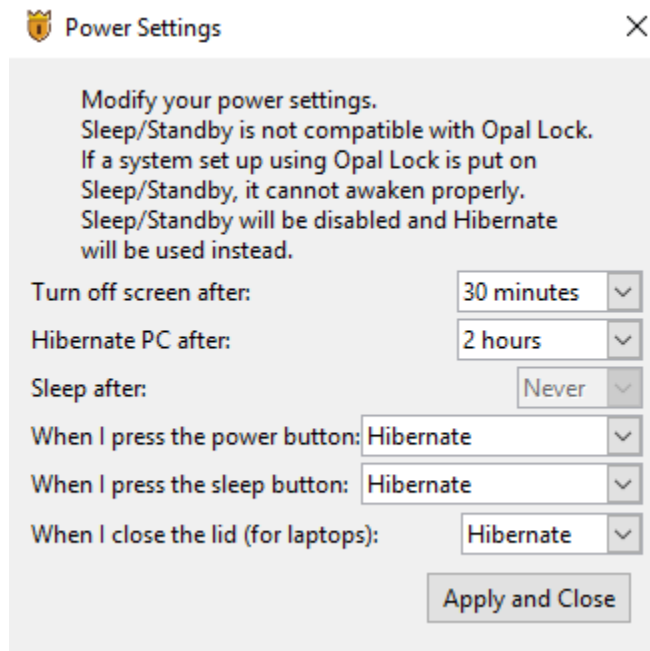 Power Settings
Modify your power settings.
Sleep/Standby is not compatible with Opal Lock.
If a system set up using Opal Lock is put on
Sleep/Standby, it cannot awaken properly.
Sleep/Standby will be disabled and Hibernate
will be used instead.
Turn off screen after: 30 minutes
Hibernate PC after: 2 hours
Sleep after: Never
When I press the power button: Hibernate
When I press the sleep button: Hibernate
When I close the lid (for laptops): Hibernate
Apply and Close